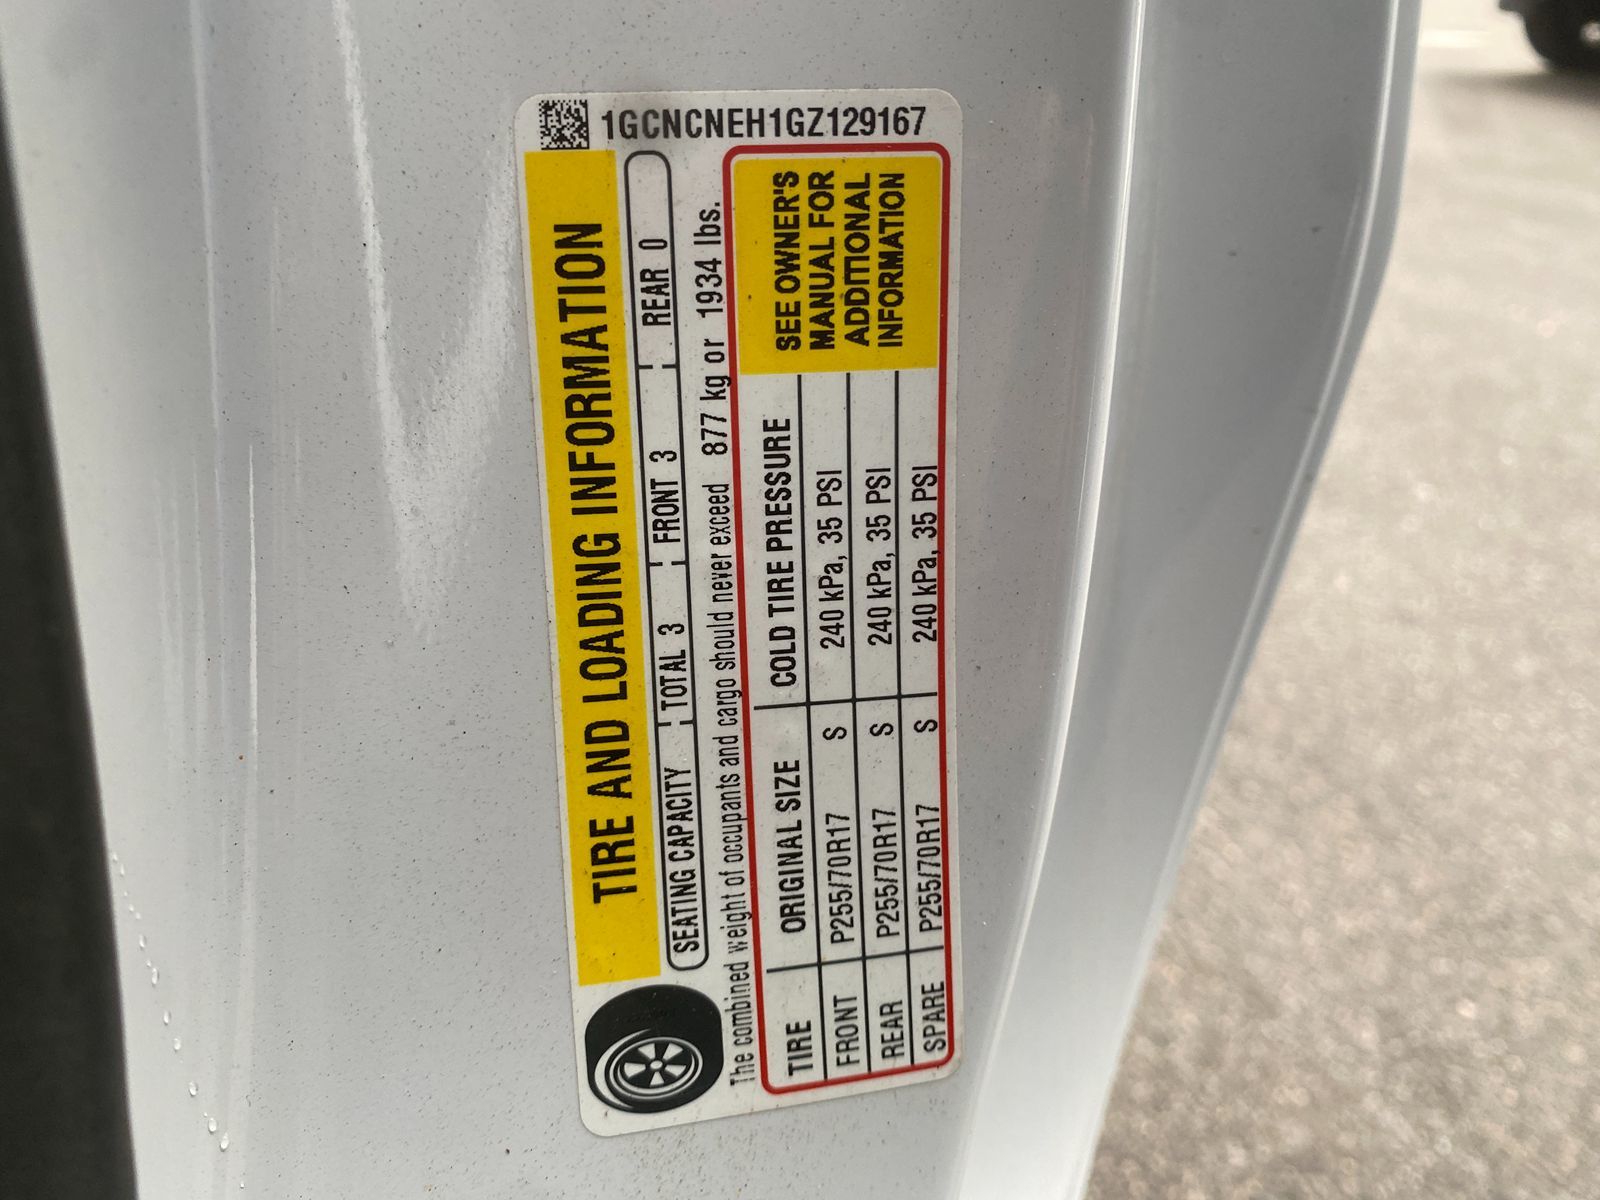 1GCNCNEH1GZ129167
TIRE AND LOADING INFORMATION
SEATING CAPACITY TOTAL 3 FRONT 3 REAR 0
The combined weight of occupants and cargo should never exceed 877 kg or 1934 lbs.
TIRE ORIGINAL SIZE COLD TIRE PRESSURE
FRONT P255/70R17 S 240 kPa, 35 PSI
REAR P255/70R17 S 240 kPa, 35 PSI
SPARE P255/70R17 S 240 kPa, 35 PSI
SEE OWNER'S
MANUAL FOR
ADDITIONAL
INFORMATION